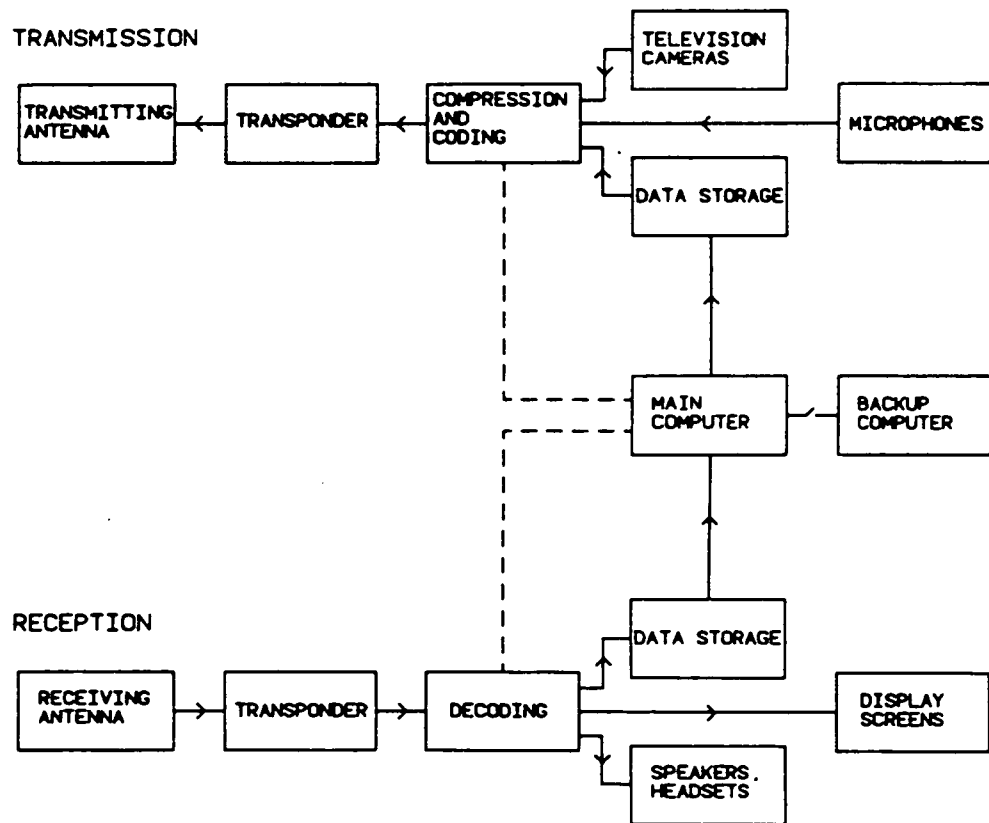 TRANSMISSION
TELEVISION
CAMERAS
TRANSMITTING
ANTENNA
TRANSPONDER
COMPRESSION
AND
CODING
MICROPHONES
DATA STORAGE
MAIN
COMPUTER
BACKUP
COMPUTER
RECEPTION
DATA STORAGE
RECEIVING
ANTENNA
TRANSPONDER
DECODING
DISPLAY
SCREENS
SPEAKERS.
HEADSETS